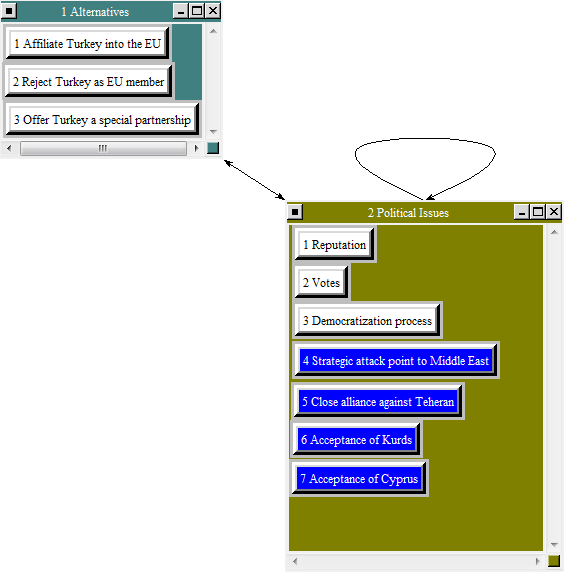 1 Alternatives
1 Affiliate Turkey into the EU
2 Reject Turkey as EU member
3 Offer Turkey a special partnership
2 Political Issues
1 Reputation
2 Votes
3 Democratization process
4 Strategic attack point to Middle East
5 Close alliance against Teheran
6 Acceptance of Kurds
7 Acceptance of Cyprus